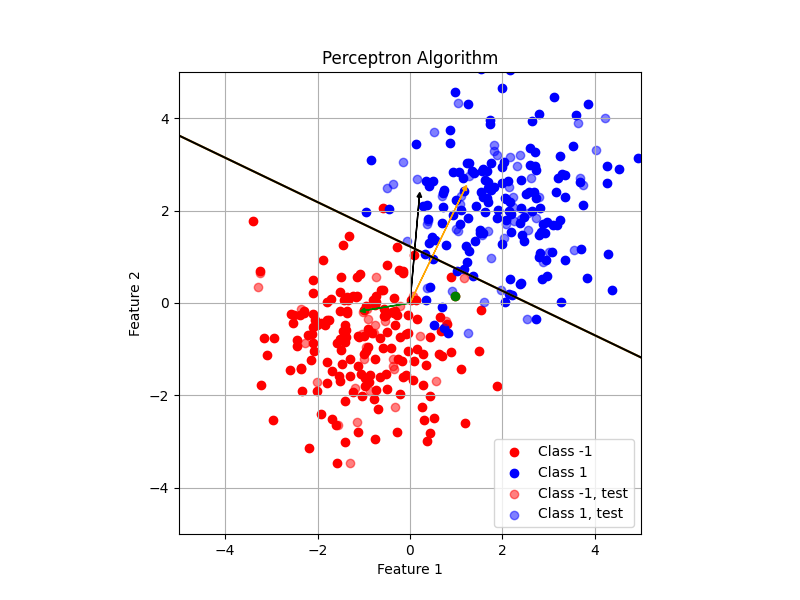 Perceptron Algorithm
4
2
0
−2
−4
Feature 2
−4
−2
0
2
4
Feature 1
Class -1
Class 1
Class -1, test
Class 1, test